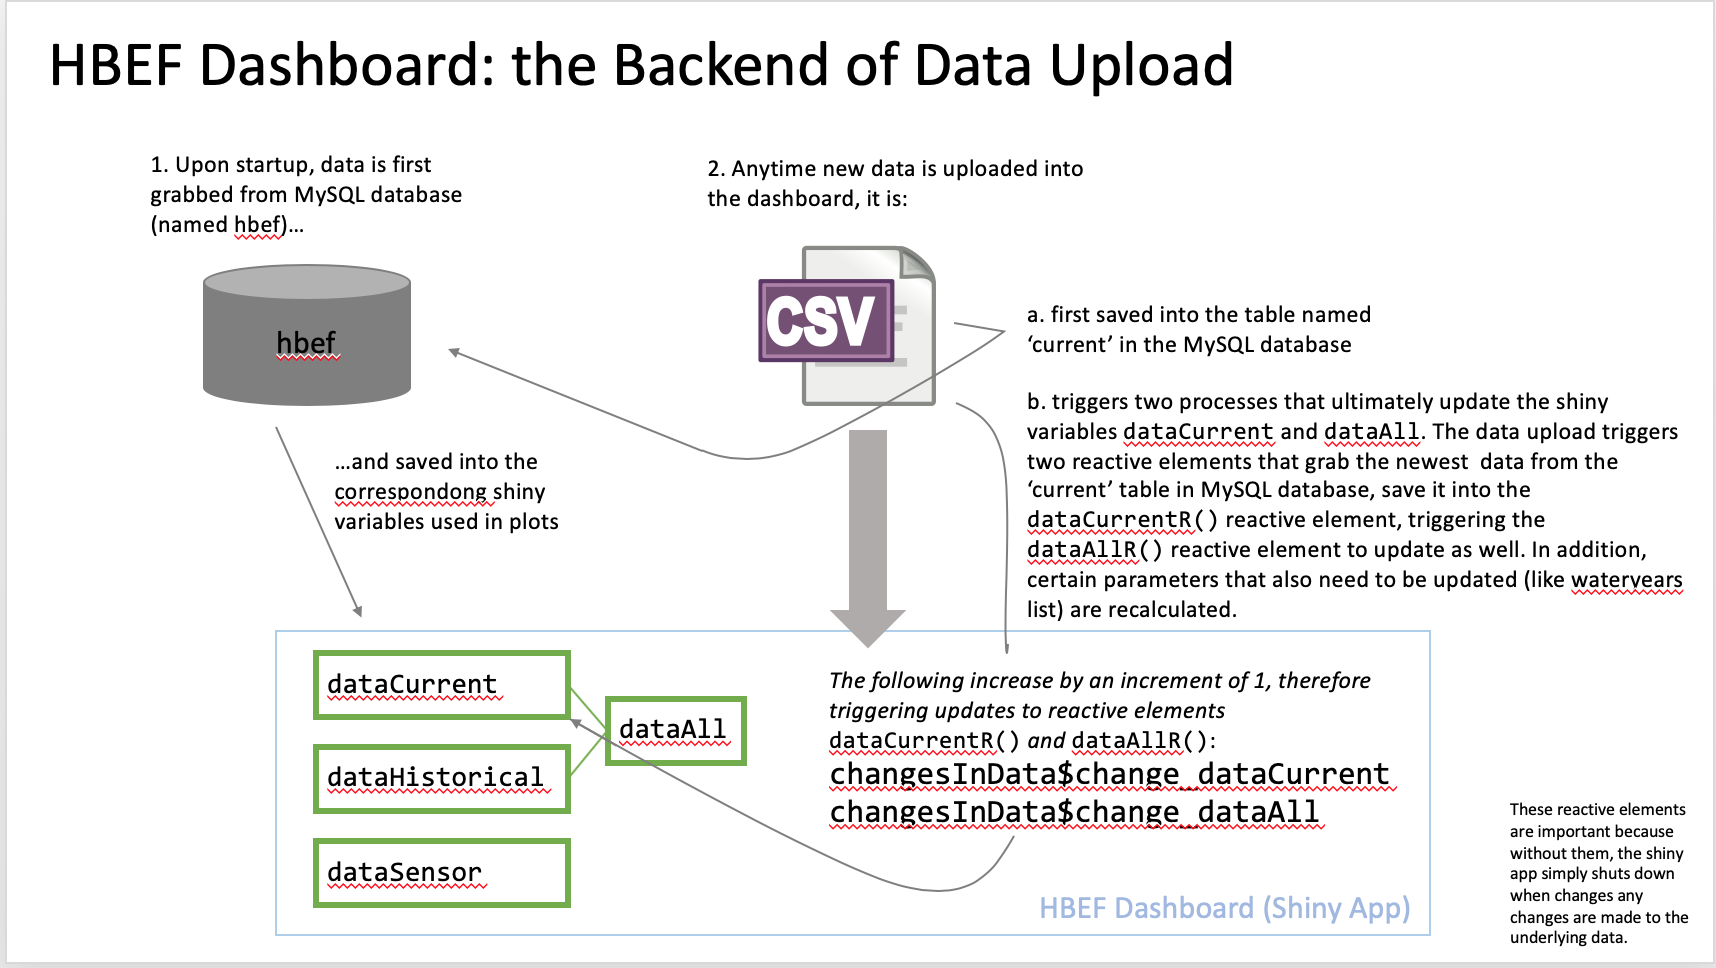 HBEF Dashboard: the Backend of Data Upload
1. Upon startup, data is first
grabbed from MySQL database
(named hbef)...
hbef
...and saved into the
correspondong shiny
variables used in plots
2. Anytime new data is uploaded into
the dashboard, it is:
CSV
a. first saved into the table named
‘current’ in the MySQL database
b. triggers two processes that ultimately update the shiny
variables dataCurrent and dataAll. The data upload triggers
two reactive elements that grab the newest  data from the
‘current’ table in MySQL database, save it into the
dataCurrentR() reactive element, triggering the
dataAllR() reactive element to update as well. In addition,
certain parameters that also need to be updated (like wateryears
list) are recalculated.
dataCurrent
dataHistorical
dataSensor
dataAll
The following increase by an increment of 1, therefore
triggering updates to reactive elements
dataCurrentR() and dataAllR():
changesInData$change_dataCurrent
changesInData$change_dataAll
HBEF Dashboard (Shiny App)
These reactive elements
are important because
without them, the shiny
app simply shuts down
when changes any
changes are made to the
underlying data.